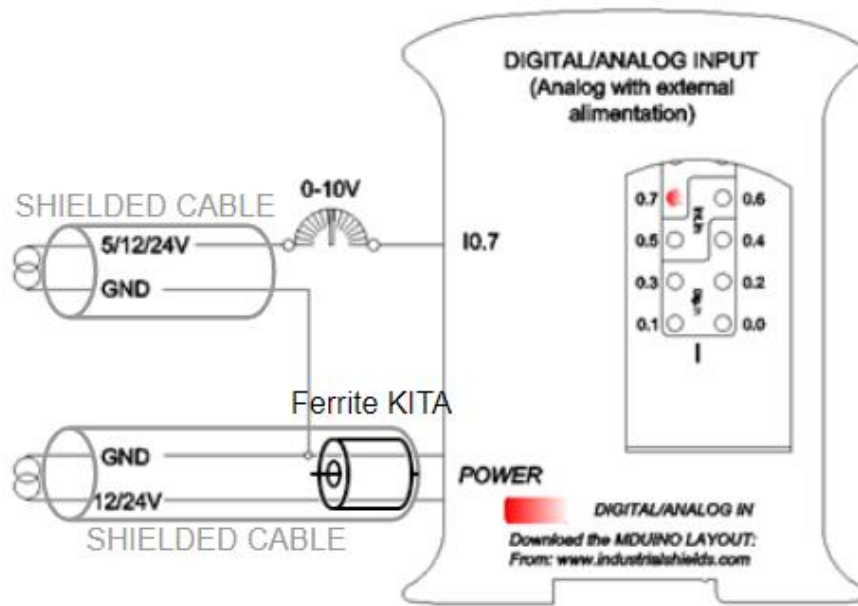 DIGITAL/ANALOG INPUT
(Analog with external
alimentation)
0-10V
SHIELDED CABLE
5/12/24V
I0.7
GND
0.7
0.6
0.5
0.4
0.3
0.2
0.1
0.0
I
Ferrite KITA
GND
12/24V
SHIELDED CABLE
POWER
DIGITAL/ANALOG IN
Download the MDUINO LAYOUT:
From: www.industrialshields.com